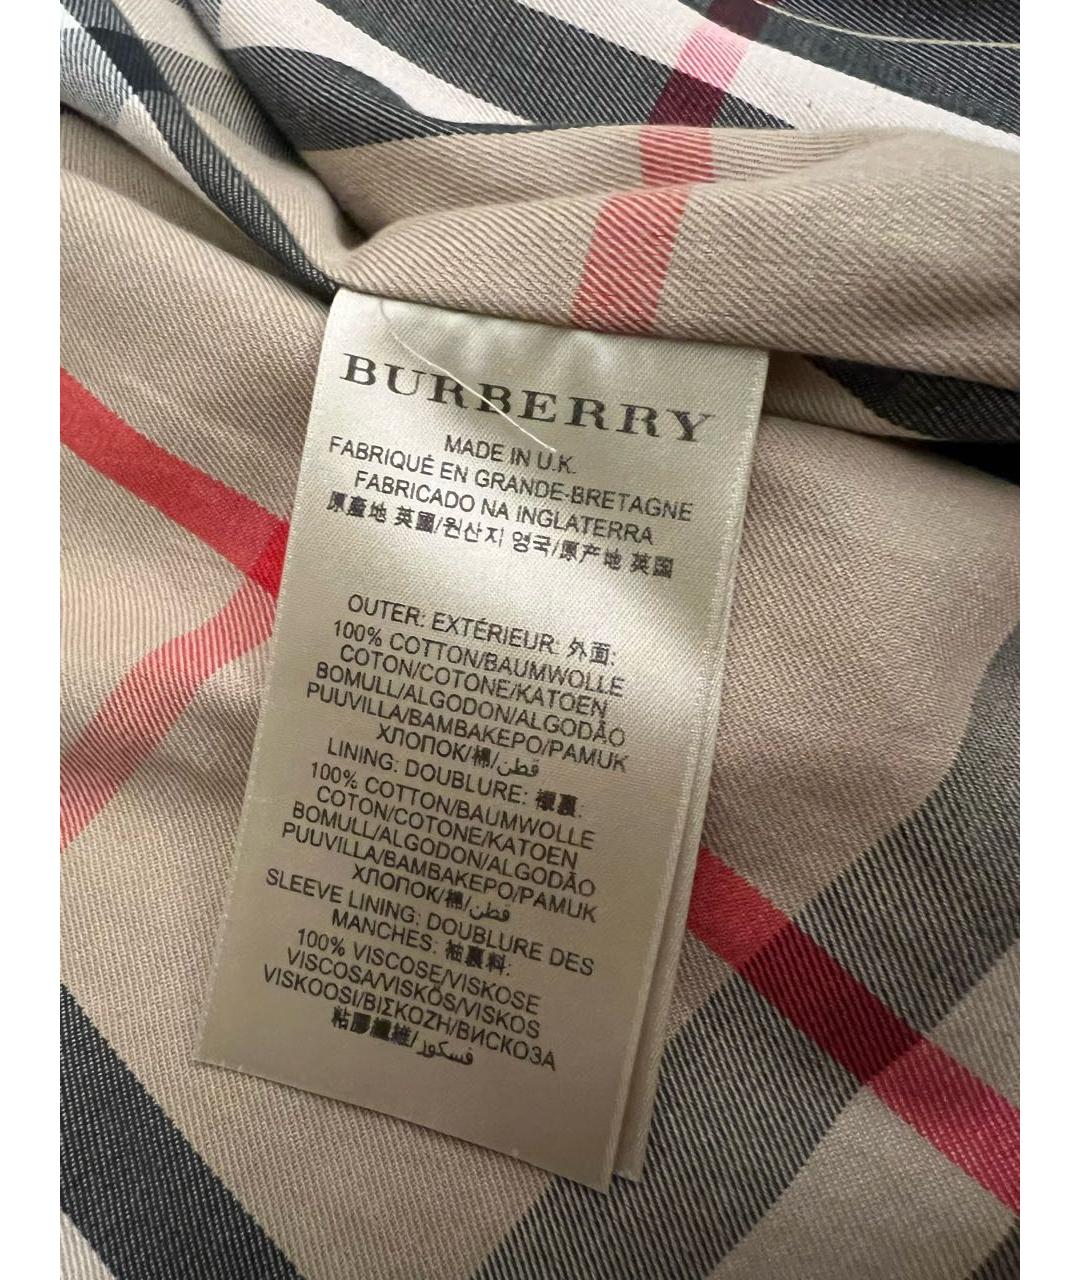 BURBERRY
MADE IN U.K.
FABRIQUÉ EN GRANDE-BRETAGNE
FABRICADO NA INGLATERRA
原產地 英國/원산지 영국/原产地 英国
OUTER: EXTÉRIEUR: 外面:
100% COTTON/BAUMWOLLE
COTON/COTONE/KATOEN
BOMULL/ALGODON/ALGODÃO
PUUVILLA/BAMBAKEPO/PAMUK
ХЛОПОК/棉/قطن
LINING: DOUBLURE: 襯裏:
100% COTTON/BAUMWOLLE
COTON/COTONE/KATOEN
BOMULL/ALGODON/ALGODÃO
PUUVILLA/BAMBAKEPO/PAMUK
ХЛОПОК/棉/قطن
SLEEVE LINING: DOUBLURE DES
MANCHES: 袖裏料:
100% VISCOSE/VISKOSE
VISCOSA/VISKÓS/VISKOS
VISKOOSI/ΒΙΣΚΟΖΗ/ВИСКОЗА
粘膠纖維/فسكوز